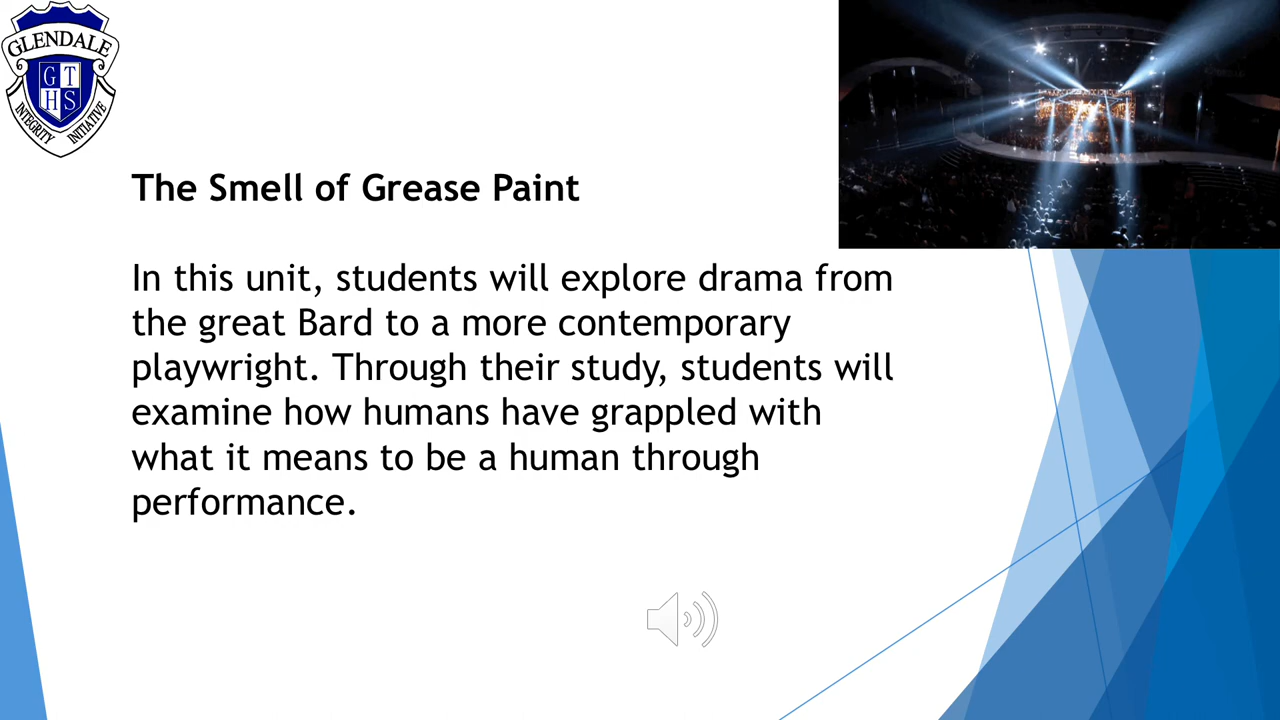 GLENDALE
G T
H S
INTEGRITY INITIATIVE
The Smell of Grease Paint
In this unit, students will explore drama from
the great Bard to a more contemporary
playwright. Through their study, students will
examine how humans have grappled with
what it means to be a human through
performance.